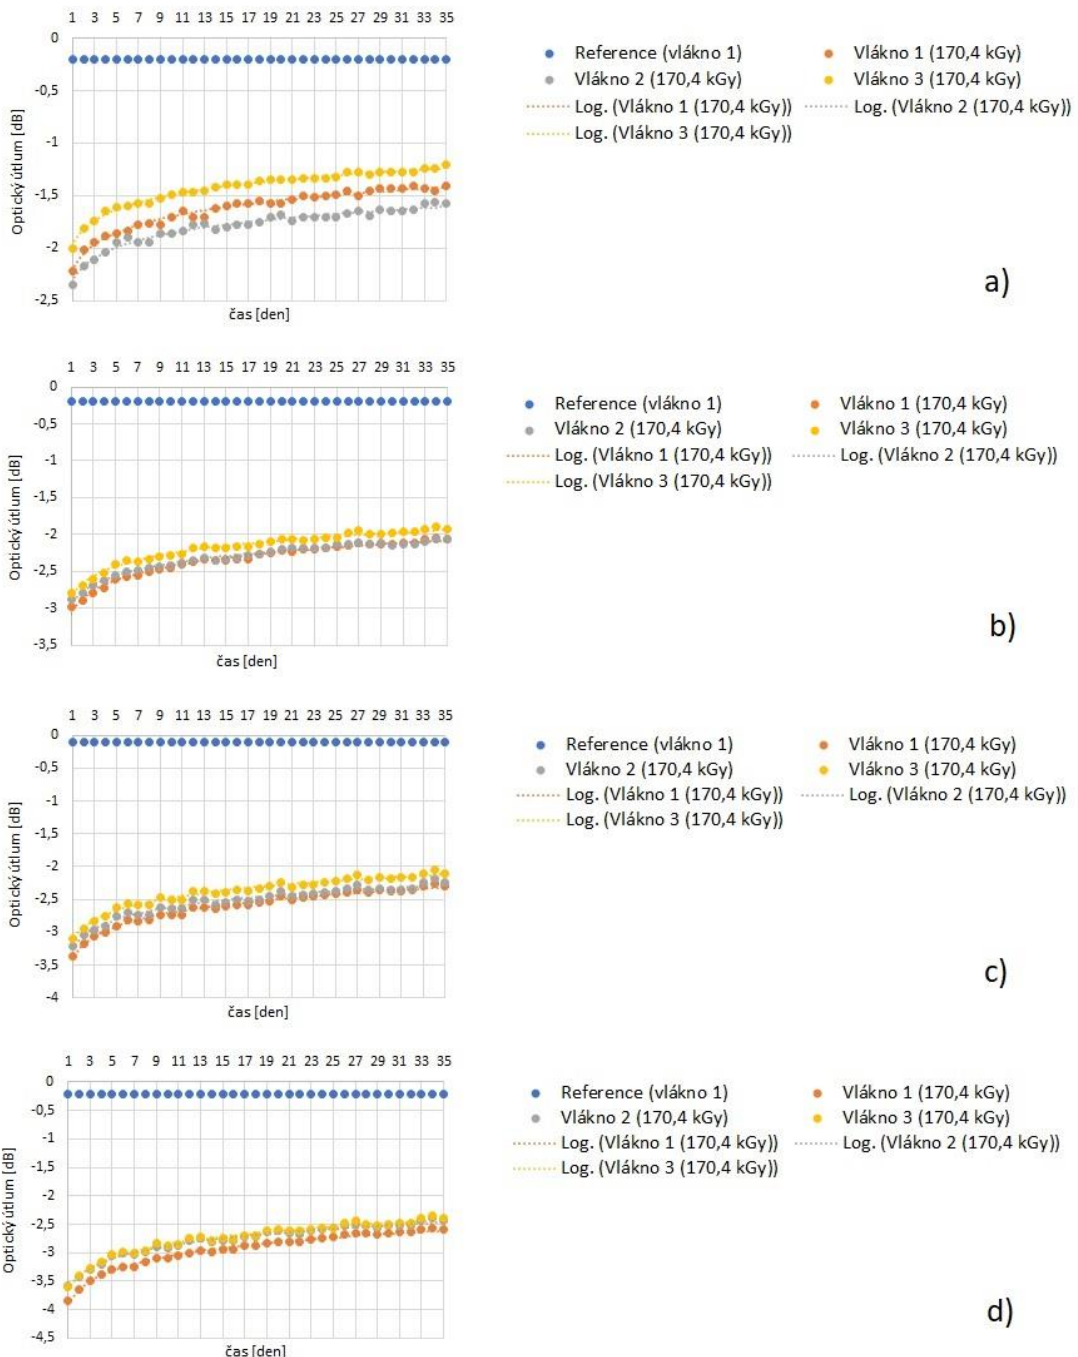 1 3 5 7 9 11 13 15 17 19 21 23 25 27 29 31 33 35
0
-0,5
-1
-1,5
-2
-2,5
Optický útlum [dB]
čas [den]
Reference (vlákno 1) Vlákno 1 (170,4 kGy)
Vlákno 2 (170,4 kGy) Vlákno 3 (170,4 kGy)
Log. (Vlákno 1 (170,4 kGy)) Log. (Vlákno 2 (170,4 kGy))
Log. (Vlákno 3 (170,4 kGy))
a)
1 3 5 7 9 11 13 15 17 19 21 23 25 27 29 31 33 35
0
-0,5
-1
-1,5
-2
-2,5
-3
-3,5
Optický útlum [dB]
čas [den]
Reference (vlákno 1) Vlákno 1 (170,4 kGy)
Vlákno 2 (170,4 kGy) Vlákno 3 (170,4 kGy)
Log. (Vlákno 1 (170,4 kGy)) Log. (Vlákno 2 (170,4 kGy))
Log. (Vlákno 3 (170,4 kGy))
b)
1 3 5 7 9 11 13 15 17 19 21 23 25 27 29 31 33 35
0
-0,5
-1
-1,5
-2
-2,5
-3
-3,5
-4
Optický útlum [dB]
čas [den]
Reference (vlákno 1) Vlákno 1 (170,4 kGy)
Vlákno 2 (170,4 kGy) Vlákno 3 (170,4 kGy)
Log. (Vlákno 1 (170,4 kGy)) Log. (Vlákno 2 (170,4 kGy))
Log. (Vlákno 3 (170,4 kGy))
c)
1 3 5 7 9 11 13 15 17 19 21 23 25 27 29 31 33 35
0
-0,5
-1
-1,5
-2
-2,5
-3
-3,5
-4
-4,5
Optický útlum [dB]
čas [den]
Reference (vlákno 1) Vlákno 1 (170,4 kGy)
Vlákno 2 (170,4 kGy) Vlákno 3 (170,4 kGy)
Log. (Vlákno 1 (170,4 kGy)) Log. (Vlákno 2 (170,4 kGy))
Log. (Vlákno 3 (170,4 kGy))
d)